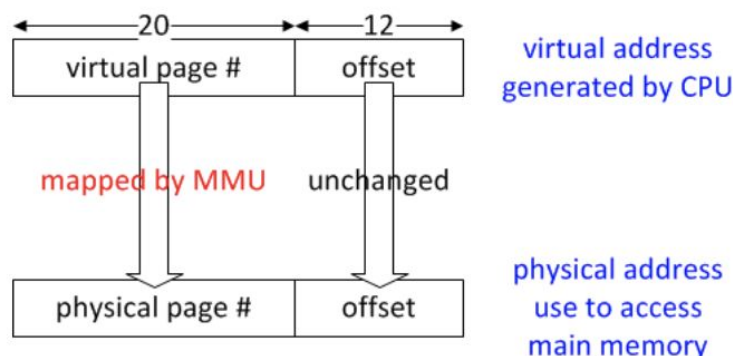 20
12
virtual page #
offset
virtual address
generated by CPU
mapped by MMU
unchanged
physical page #
offset
physical address
use to access
main memory